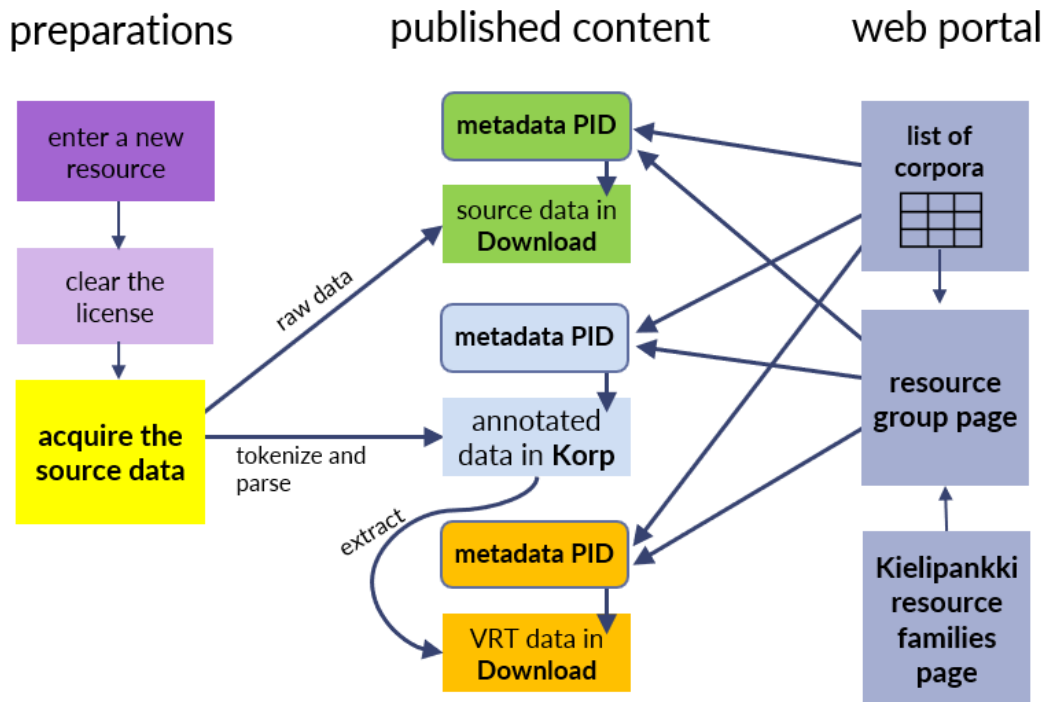 preparations
published content
web portal
enter a new
resource
clear the
license
acquire the
source data
raw data
tokenize and
parse
extract
metadata PID
source data in
Download
metadata PID
annotated
data in Korp
metadata PID
VRT data in
Download
list of
corpora
resource
group page
Kielipankki
resource
families
page